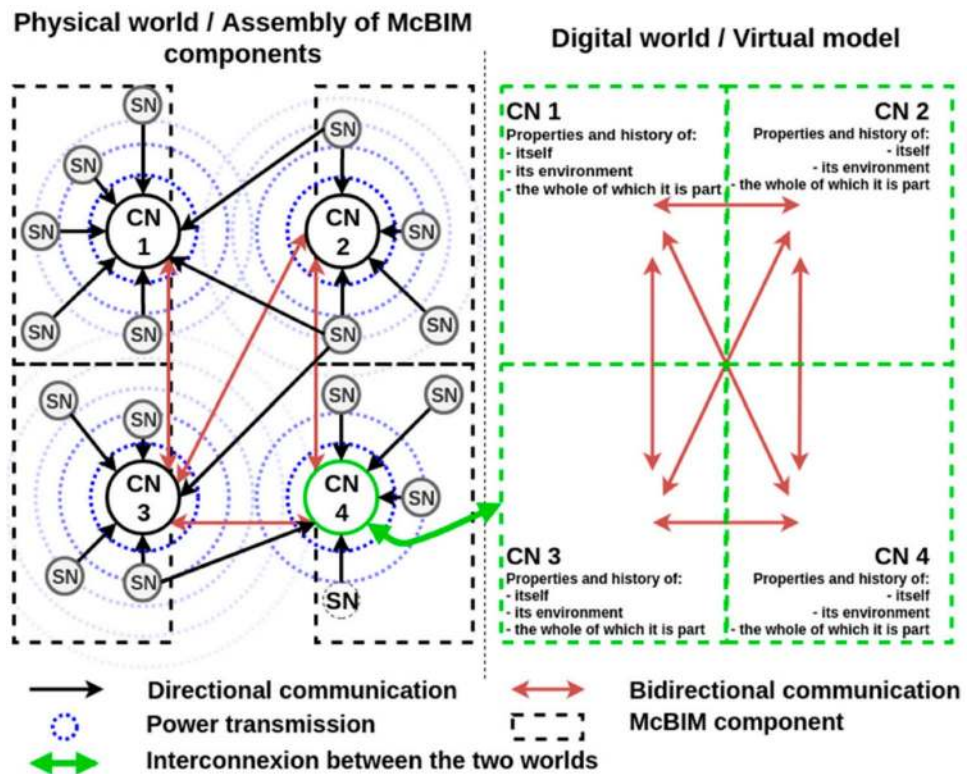 Physical world / Assembly of McBIM
components
Digital world / Virtual model
SN
SN
SN
SN
SN
CN
1
SN
CN
2
SN
SN
SN
CN 1
Properties and history of:
- itself
- its environment
- the whole of which it is part
CN 2
Properties and history of:
- itself
- its environment
- the whole of which it is part
SN
SN
CN
3
SN
SN
SN
SN
CN
4
SN
SN
CN 3
Properties and history of:
- itself
- its environment
- the whole of which it is part
CN 4
Properties and history of:
- itself
- its environment
- the whole of which it is part
Directional communication
Bidirectional communication
Power transmission
McBIM component
Interconnexion between the two worlds